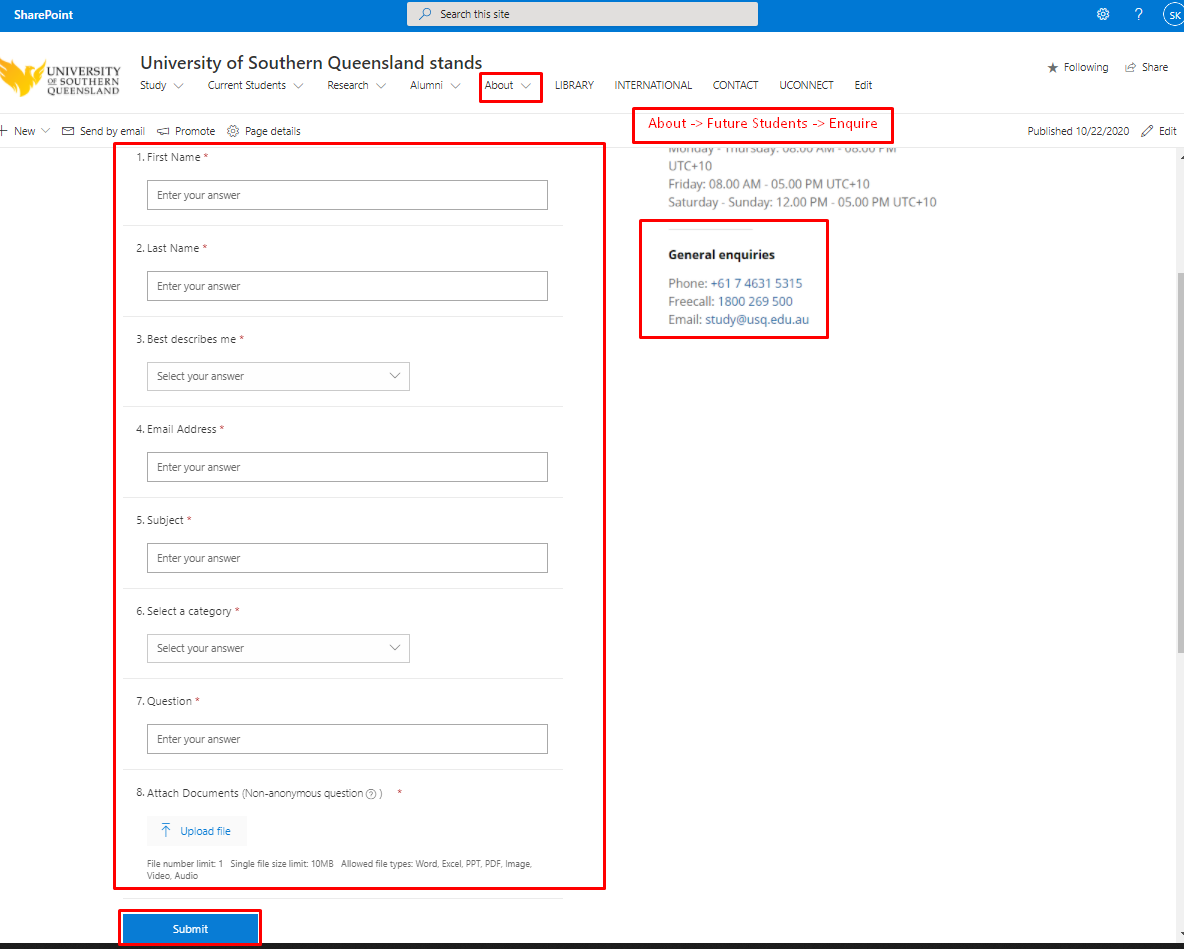 SharePoint
Search this site
?
SK
UNIVERSITY
OF SOUTHERN
QUEENSLAND
University of Southern Queensland stands
Study
Current Students
Research
Alumni
About
LIBRARY
INTERNATIONAL
CONTACT
UCONNECT
Edit
Following
Share
New
Send by email
Promote
Page details
About -> Future Students -> Enquire
Published 10/22/2020
Edit
1. First Name *
Enter your answer
2. Last Name *
Enter your answer
3. Best describes me *
Select your answer
4. Email Address *
Enter your answer
5. Subject *
Enter your answer
6. Select a category *
Select your answer
7. Question *
Enter your answer
8. Attach Documents (Non-anonymous question ? ) *
Upload file
File number limit: 1 Single file size limit: 10MB Allowed file types: Word, Excel, PPT, PDF, Image,
Video, Audio
Submit
Monday - Thursday: 08.00 AM - 08.00 PM
UTC+10
Friday: 08.00 AM - 05.00 PM UTC+10
Saturday - Sunday: 12.00 PM - 05.00 PM UTC+10
General enquiries
Phone: +61 7 4631 5315
Freecall: 1800 269 500
Email: study@usq.edu.au